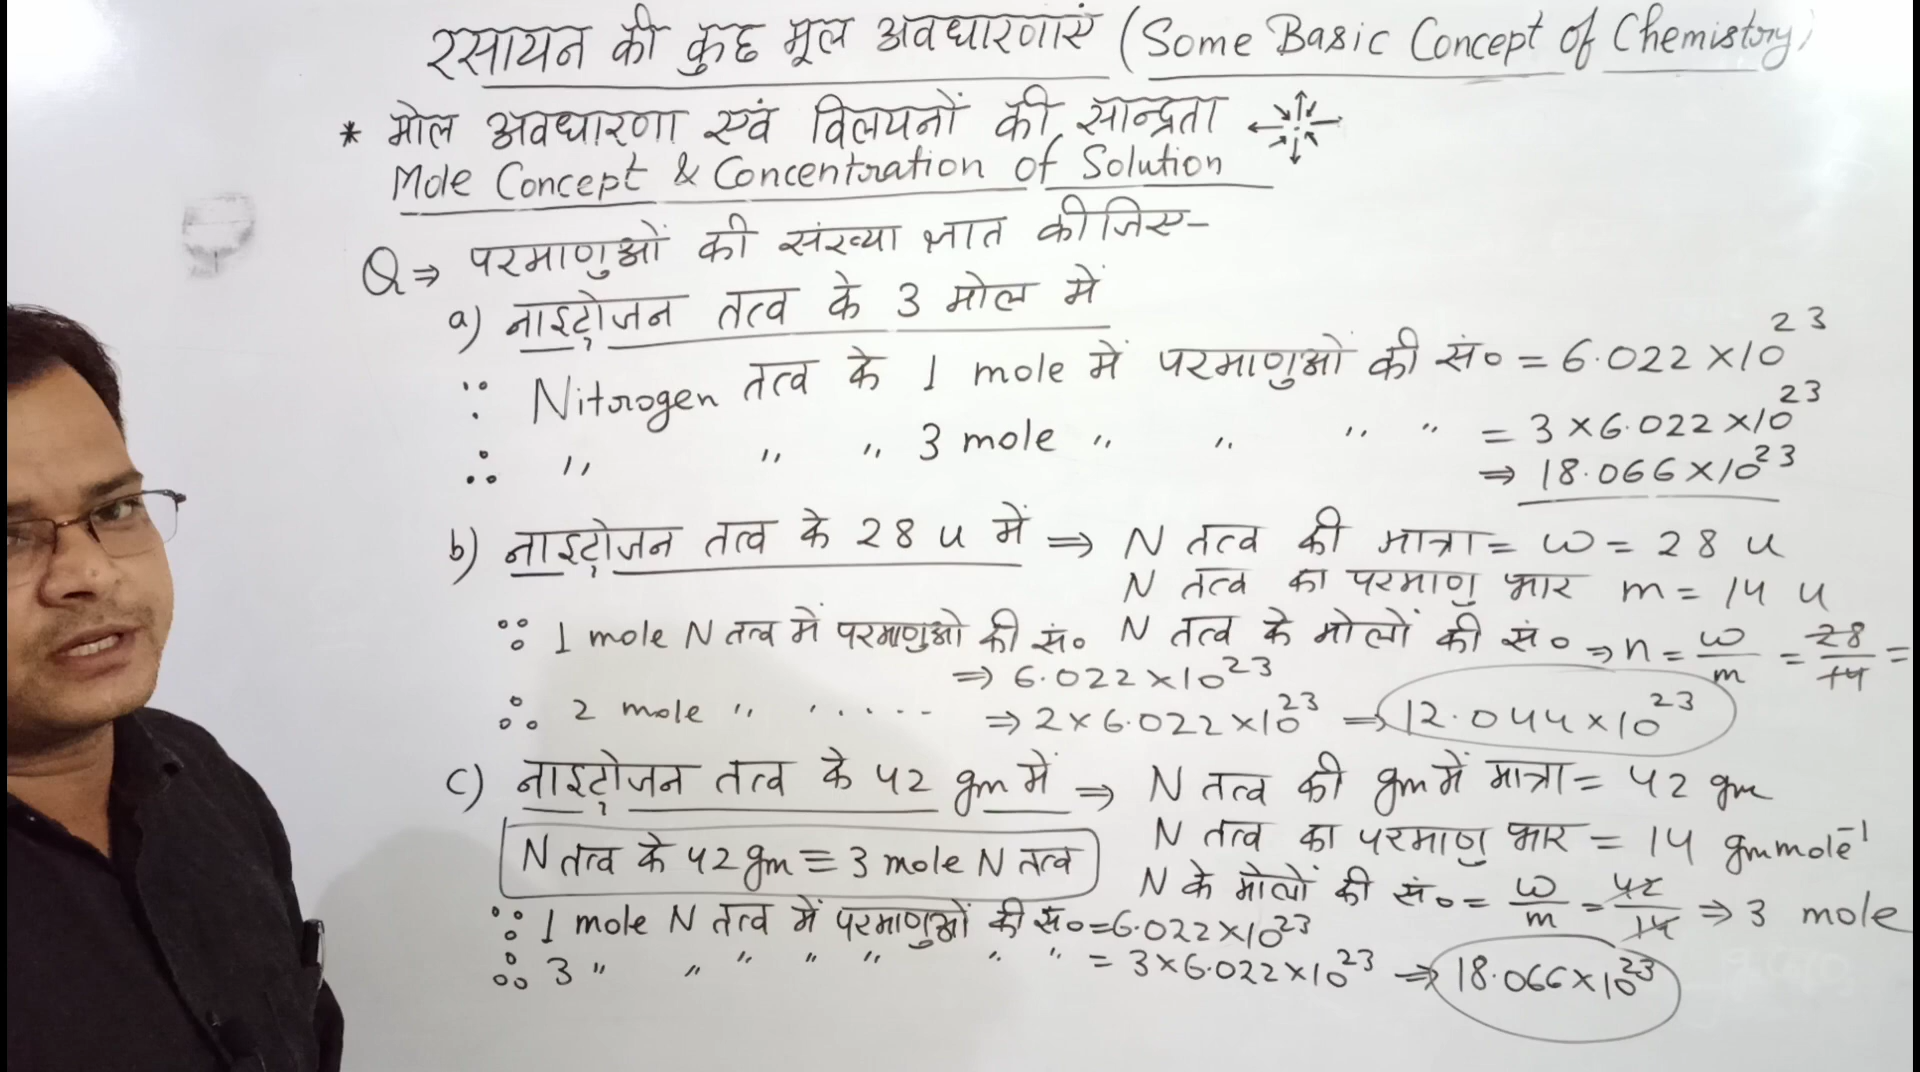 रसायन की कुछ मूल अवधारणाएं (Some Basic Concept of Chemistry)
* मोल अवधारणा एवं विलयनों की सान्द्रता
Mole Concept & Concentration of Solution
Q⇒ परमाणुओं की संख्या ज्ञात कीजिए-
a) नाइट्रोजन तत्व के 3 मोल में
∵ Nitrogen तत्व के 1 mole में परमाणुओं की सं० = 6.022 × 10²³
∴ " " " 3 mole " " " " = 3 × 6.022 × 10²³
⇒ 18.066 × 10²³
b) नाइट्रोजन तत्व के 28 u में ⇒ N तत्व की मात्रा = w = 28 u
N तत्व का परमाणु भार m = 14 u
N तत्व के मोलों की सं० ⇒ n = w/m = 28/14 =
∵ 1 mole N तत्व में परमाणुओं की सं०
⇒ 6.022 × 10²³
∴ 2 mole " ' . . . . . ⇒ 2 × 6.022 × 10²³ ⇒ 12.044 × 10²³
c) नाइट्रोजन तत्व के 42 gm में ⇒ N तत्व की gm में मात्रा = 42 gm
N तत्व का परमाणु भार = 14 gm mole⁻¹
N तत्व के 42 gm ≡ 3 mole N तत्व
N के मोलों की सं० = w/m = 42/14 ⇒ 3 mole
∵ 1 mole N तत्व में परमाणुओं की सं० = 6.022 × 10²³
∴ 3 " " " " " " " = 3 × 6.022 × 10²³ ⇒ 18.066 × 10²³